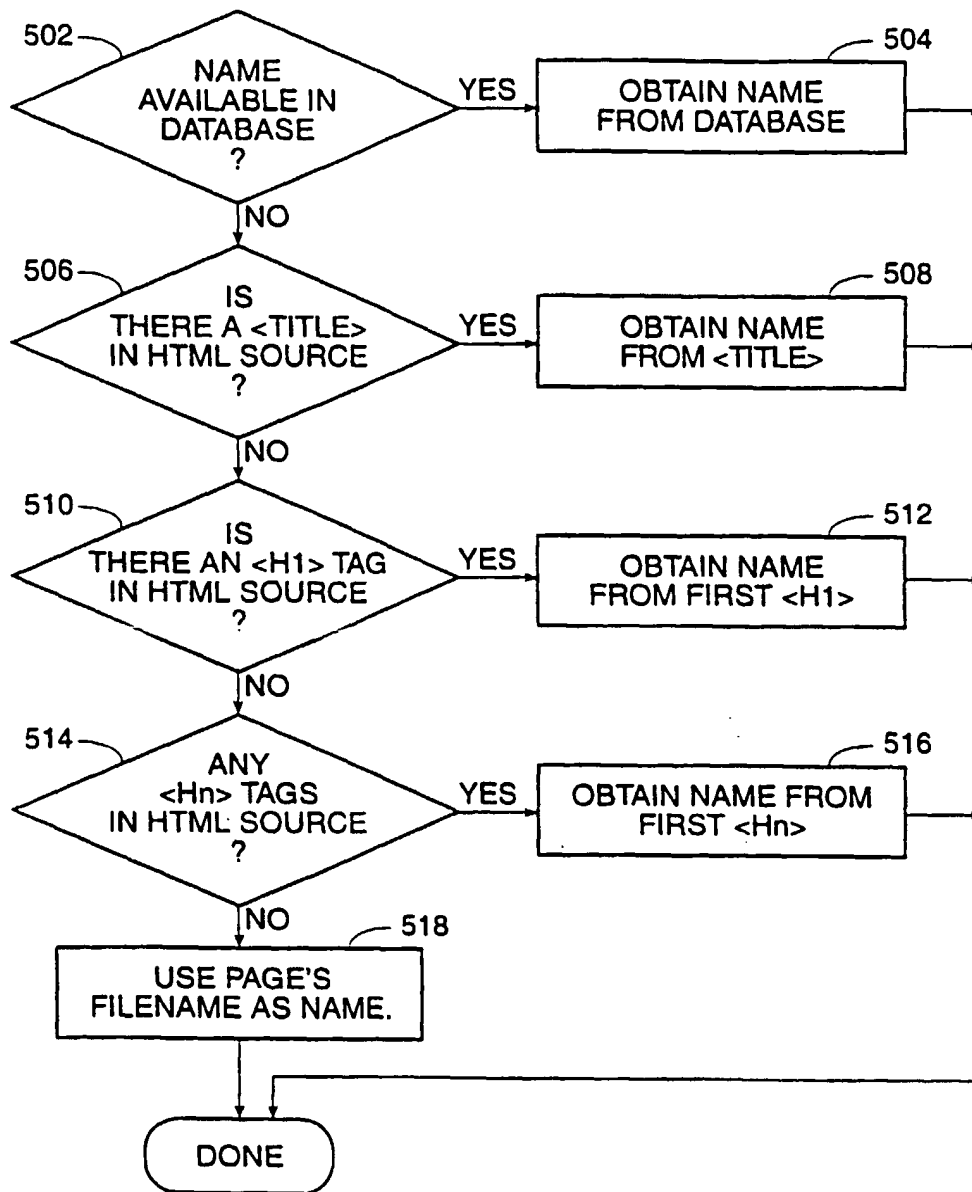 502
NAME
AVAILABLE IN
DATABASE
?
YES
504
OBTAIN NAME
FROM DATABASE
NO
506
IS
THERE A <TITLE>
IN HTML SOURCE
?
YES
508
OBTAIN NAME
FROM <TITLE>
NO
510
IS
THERE AN <H1> TAG
IN HTML SOURCE
?
YES
512
OBTAIN NAME
FROM FIRST <H1>
NO
514
ANY
<Hn> TAGS
IN HTML SOURCE
?
YES
516
OBTAIN NAME FROM
FIRST <Hn>
NO
518
USE PAGE'S
FILENAME AS NAME.
DONE